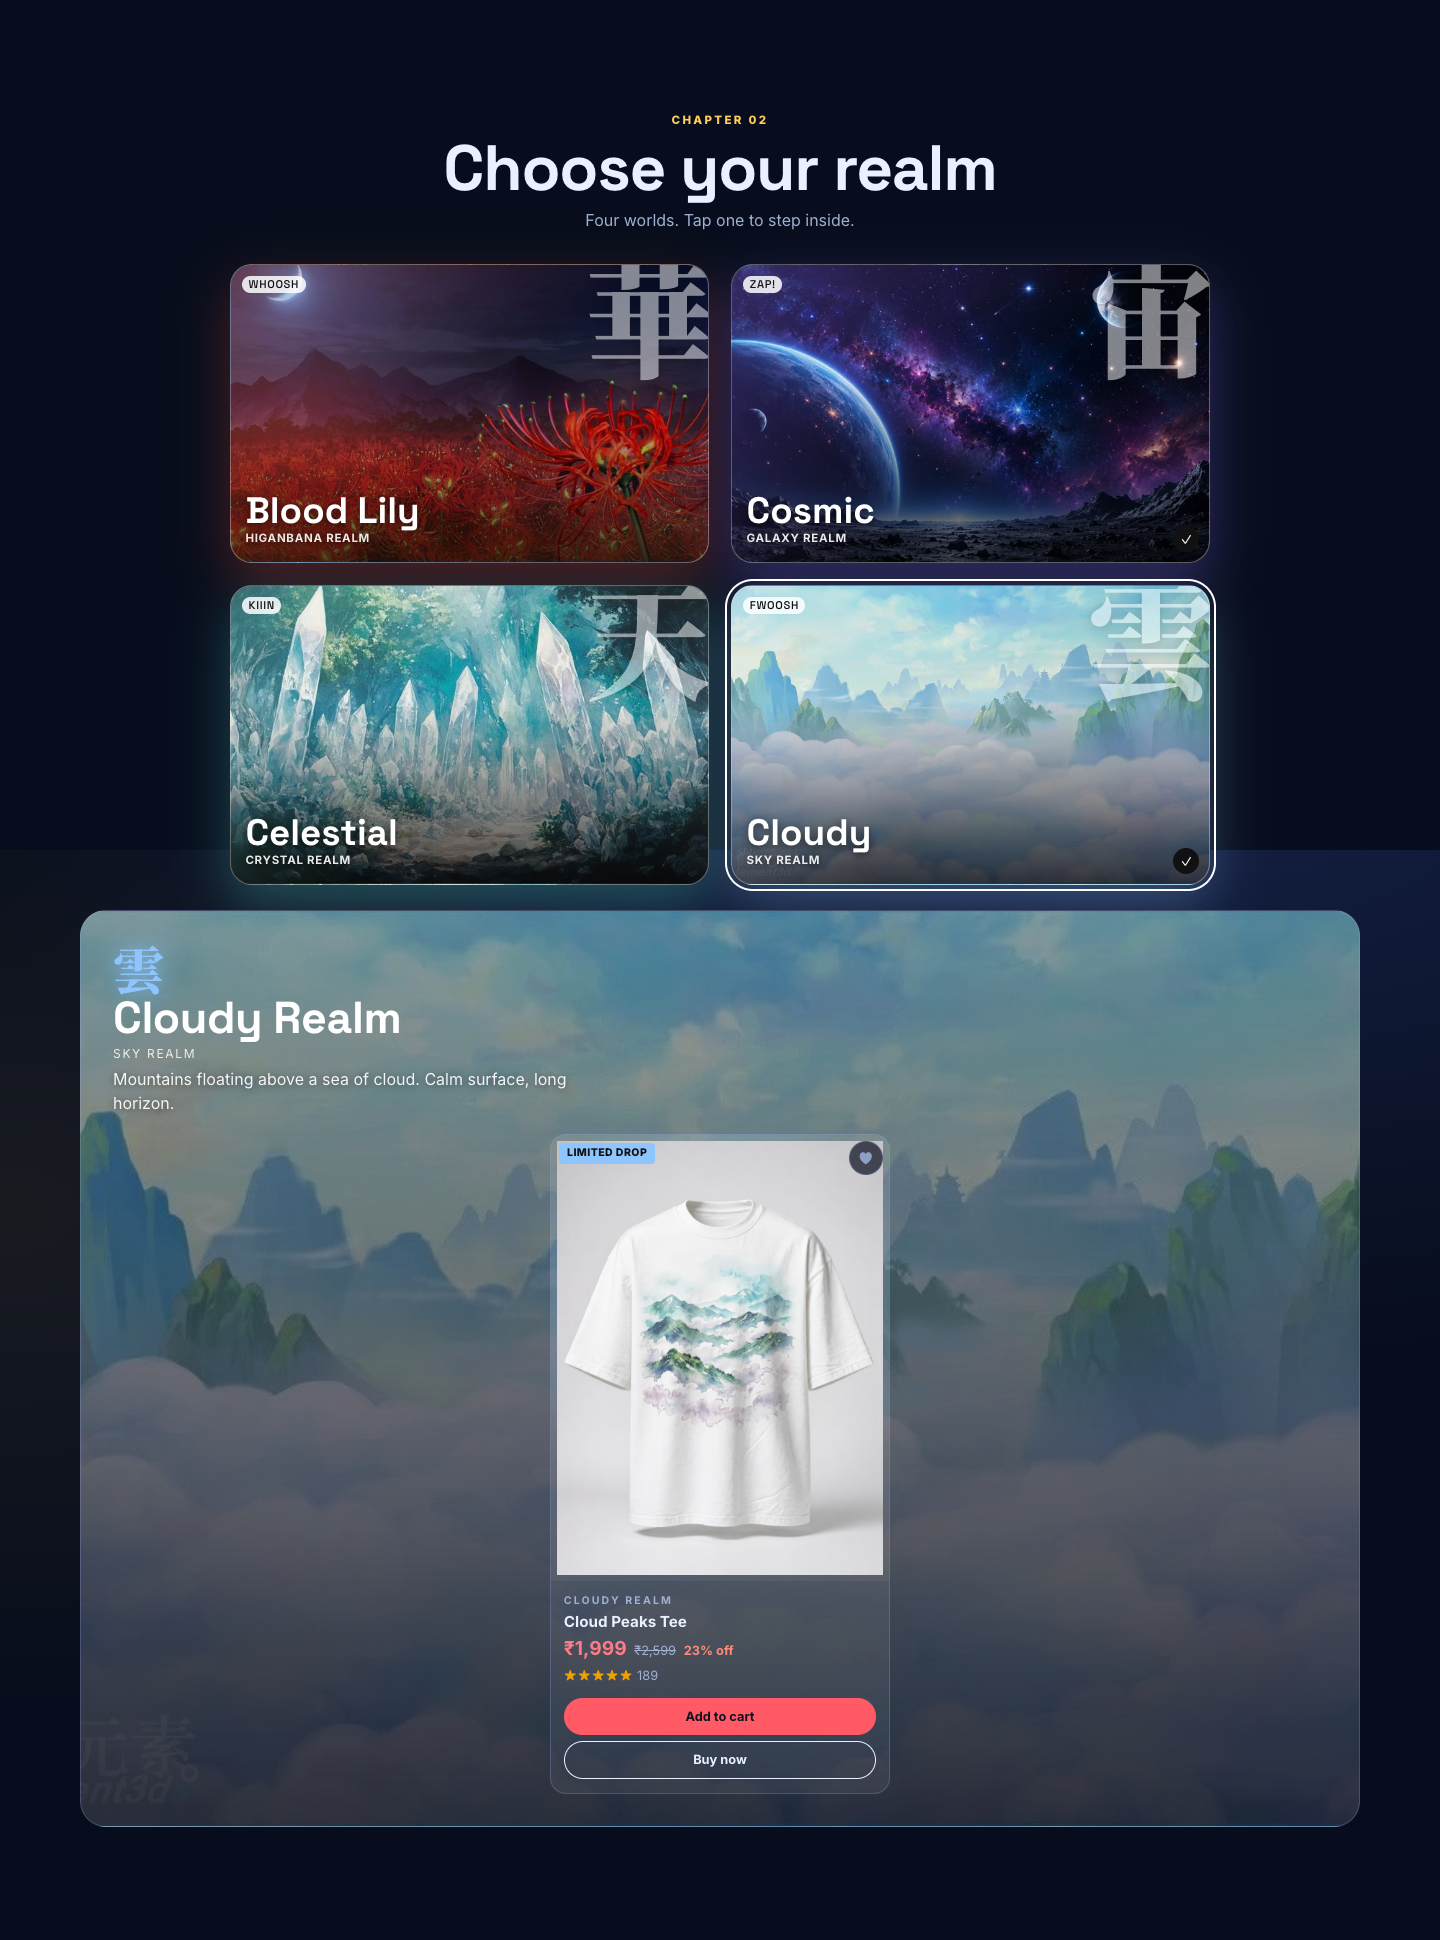 CHAPTER 02
Choose your realm
Four worlds. Tap one to step inside.
WHOOSH
華
Blood Lily
HIGANBANA REALM
ZAP!
宙
Cosmic
GALAXY REALM
KIIIN
天
Celestial
CRYSTAL REALM
FWOOSH
雲
Cloudy
SKY REALM
雲
Cloudy Realm
SKY REALM
Mountains floating above a sea of cloud. Calm surface, long
horizon.
LIMITED DROP
CLOUDY REALM
Cloud Peaks Tee
₹1,999 ₹2,599 23% off
189
Add to cart
Buy now
元素
ent3d